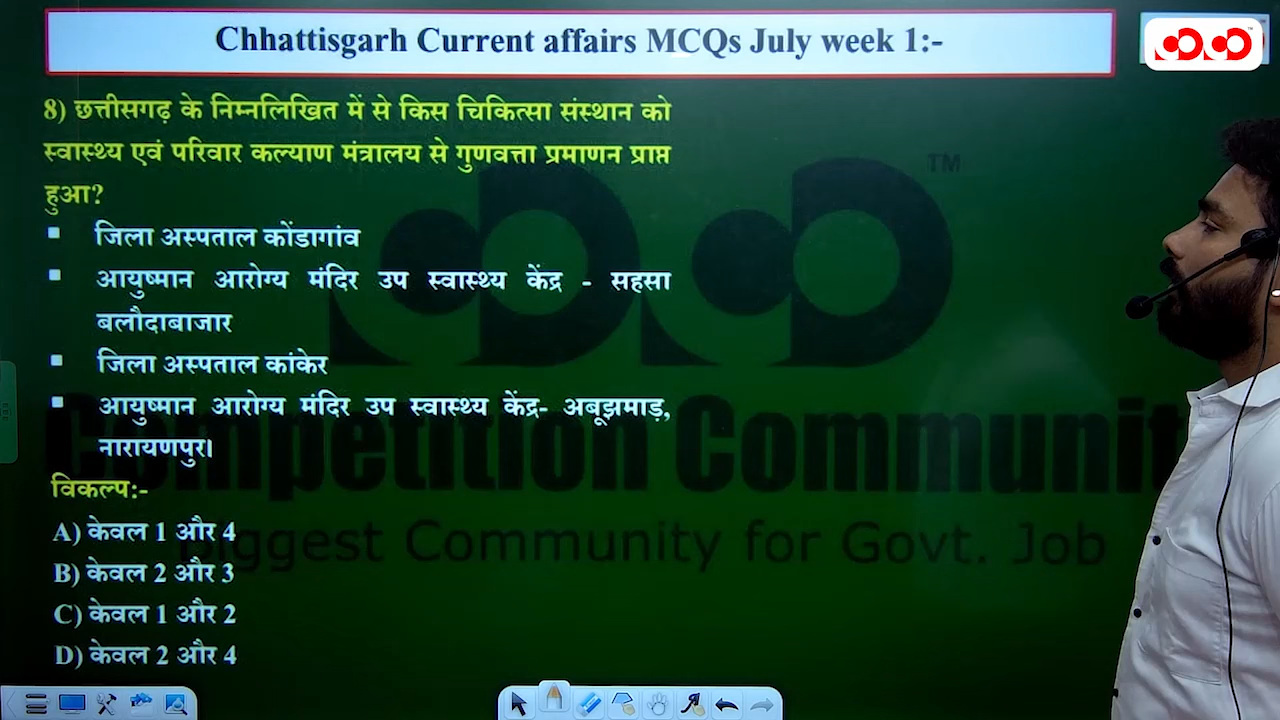 Chhattisgarh Current affairs MCQs July week 1:-
8) छत्तीसगढ़ के निम्नलिखित में से किस चिकित्सा संस्थान को
स्वास्थ्य एवं परिवार कल्याण मंत्रालय से गुणवत्ता प्रमाणन प्राप्त
हुआ?
▪ जिला अस्पताल कोंडागांव
▪ आयुष्मान आरोग्य मंदिर उप स्वास्थ्य केंद्र - सहसा
बलौदाबाजार
▪ जिला अस्पताल कांकेर
▪ आयुष्मान आरोग्य मंदिर उप स्वास्थ्य केंद्र- अबूझमाड़,
नारायणपुर।
विकल्प:-
A) केवल 1 और 4
B) केवल 2 और 3
C) केवल 1 और 2
D) केवल 2 और 4
TM
Competition Communit
Biggest Community for Govt. Job